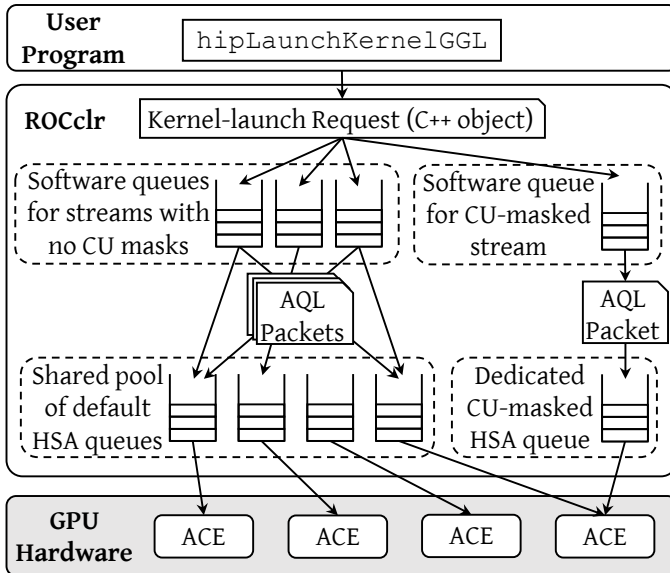 User
Program
hipLaunchKernelGGL
ROCclr
Kernel-launch Request (C++ object)
Software queues
for streams with
no CU masks
Software queue
for CU-masked
stream
AQL
Packets
AQL
Packet
Shared pool
of default
HSA queues
Dedicated
CU-masked
HSA queue
GPU
Hardware
ACE
ACE
ACE
ACE